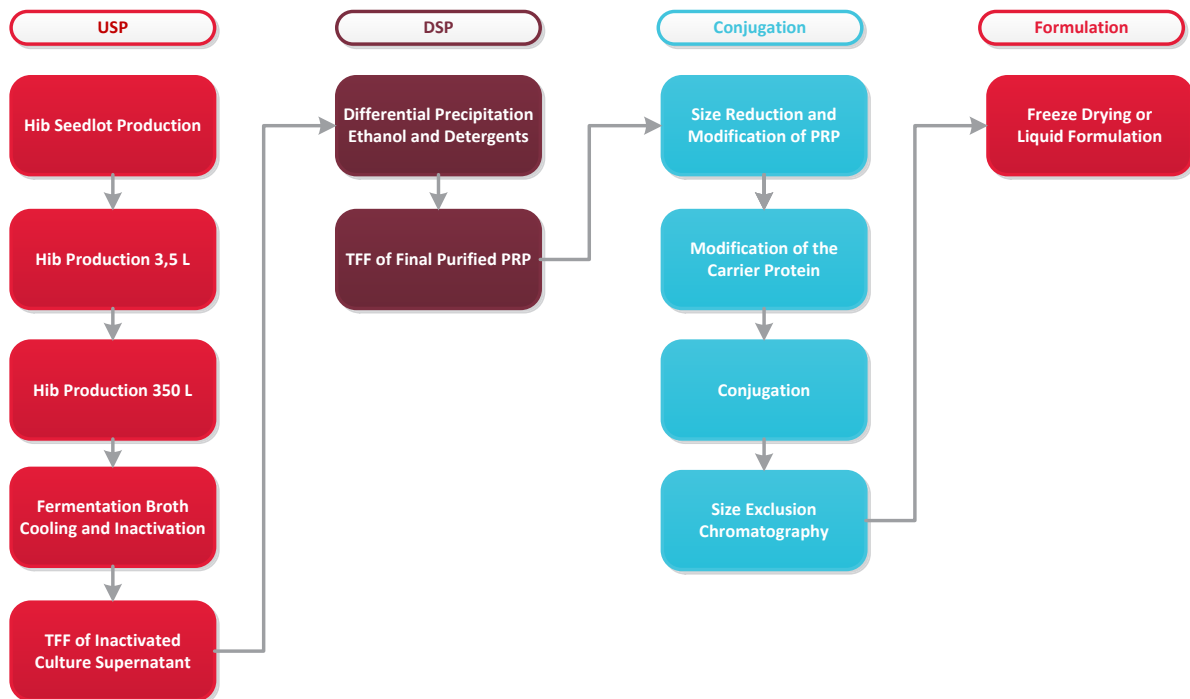 USP
Hib Seedlot Production
Hib Production 3,5 L
Hib Production 350 L
Fermentation Broth
Cooling and Inactivation
TFF of Inactivated
Culture Supernatant
DSP
Differential Precipitation
Ethanol and Detergents
TFF of Final Purified PRP
Conjugation
Size Reduction and
Modification of PRP
Modification of the
Carrier Protein
Conjugation
Size Exclusion
Chromatography
Formulation
Freeze Drying or
Liquid Formulation